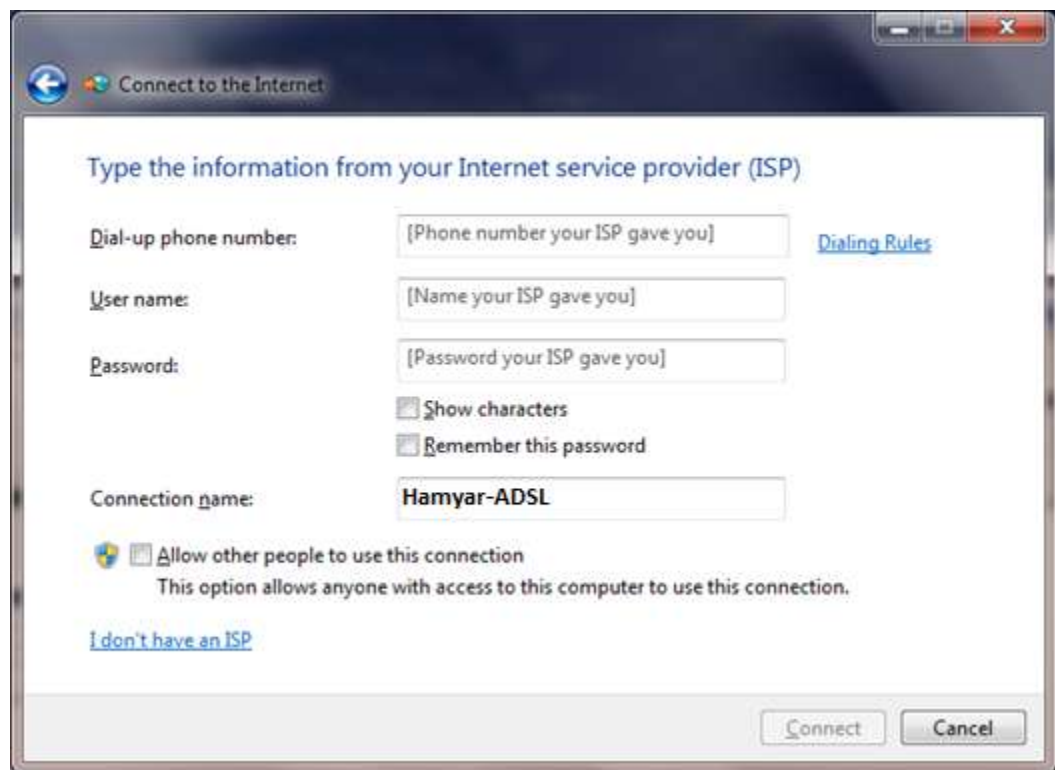 Connect to the Internet
Type the information from your Internet service provider (ISP)
Dial-up phone number: [Phone number your ISP gave you] Dialing Rules
User name: [Name your ISP gave you]
Password: [Password your ISP gave you]
Show characters
Remember this password
Connection name: Hamyar-ADSL
Allow other people to use this connection
This option allows anyone with access to this computer to use this connection.
I don't have an ISP
Connect Cancel